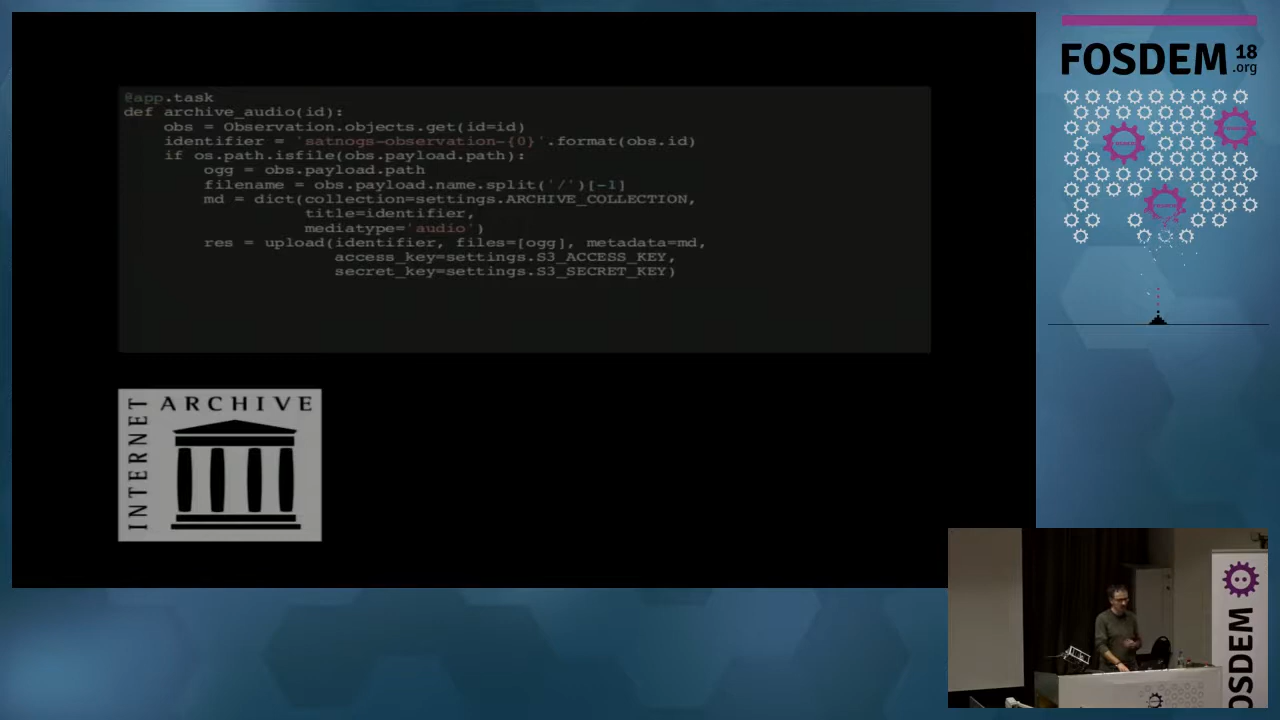 @app.task
def archive_audio(id):
    obs = Observation.objects.get(id=id)
    identifier = 'satnogs-observation-{0}'.format(obs.id)
    if os.path.isfile(obs.payload.path):
        ogg = obs.payload.path
        filename = obs.payload.name.split('/')[-1]
        md = dict(collection=settings.ARCHIVE_COLLECTION,
                  title=identifier,
                  mediatype='audio')
        res = upload(identifier, files=[ogg], metadata=md,
                     access_key=settings.S3_ACCESS_KEY,
                     secret_key=settings.S3_SECRET_KEY)
INTERNET
ARCHIVE
FOSDEM 18
.org
OSDEM